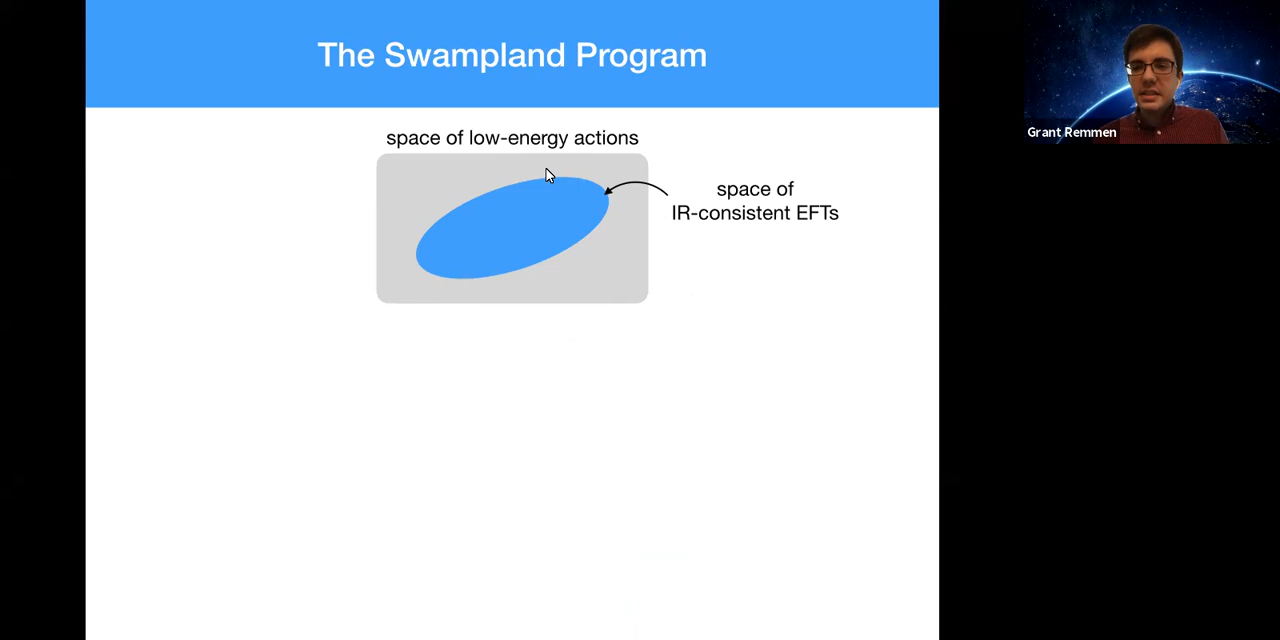 The Swampland Program
space of low-energy actions
space of
IR-consistent EFTs
Grant Remmen